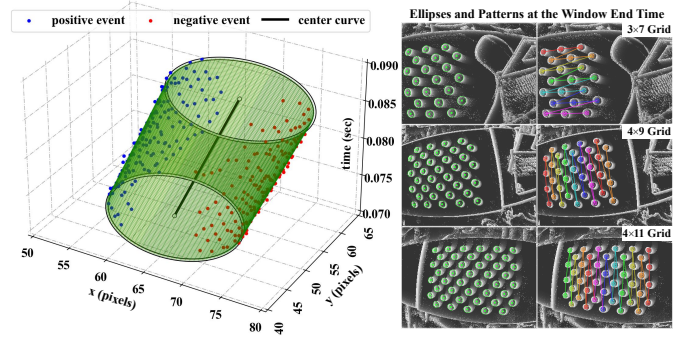 positive event negative event center curve
0.090
0.085
0.080
0.075
0.070
time (sec)
50
55
60
65
70
75
80
x (pixels)
40
45
50
55
60
65
y (pixels)
Ellipses and Patterns at the Window End Time
3×7 Grid
4×9 Grid
4×11 Grid